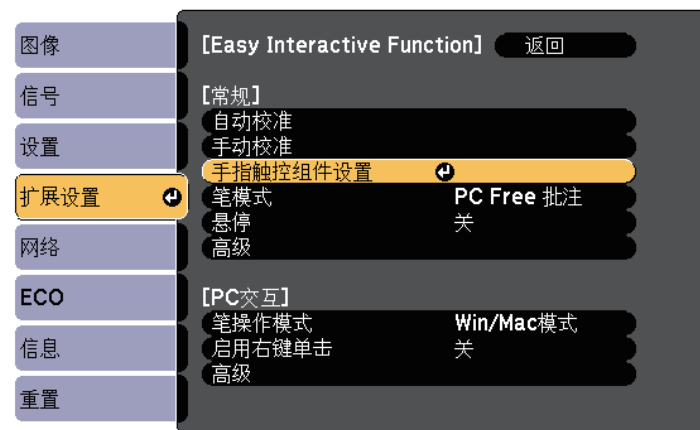 图像
信号
设置
扩展设置
网络
ECO
信息
重置
[Easy Interactive Function] 返回
[常规]
自动校准
手动校准
手指触控组件设置
笔模式 PC Free 批注
悬停 关
高级
[PC交互]
笔操作模式 Win/Mac模式
启用右键单击 关
高级